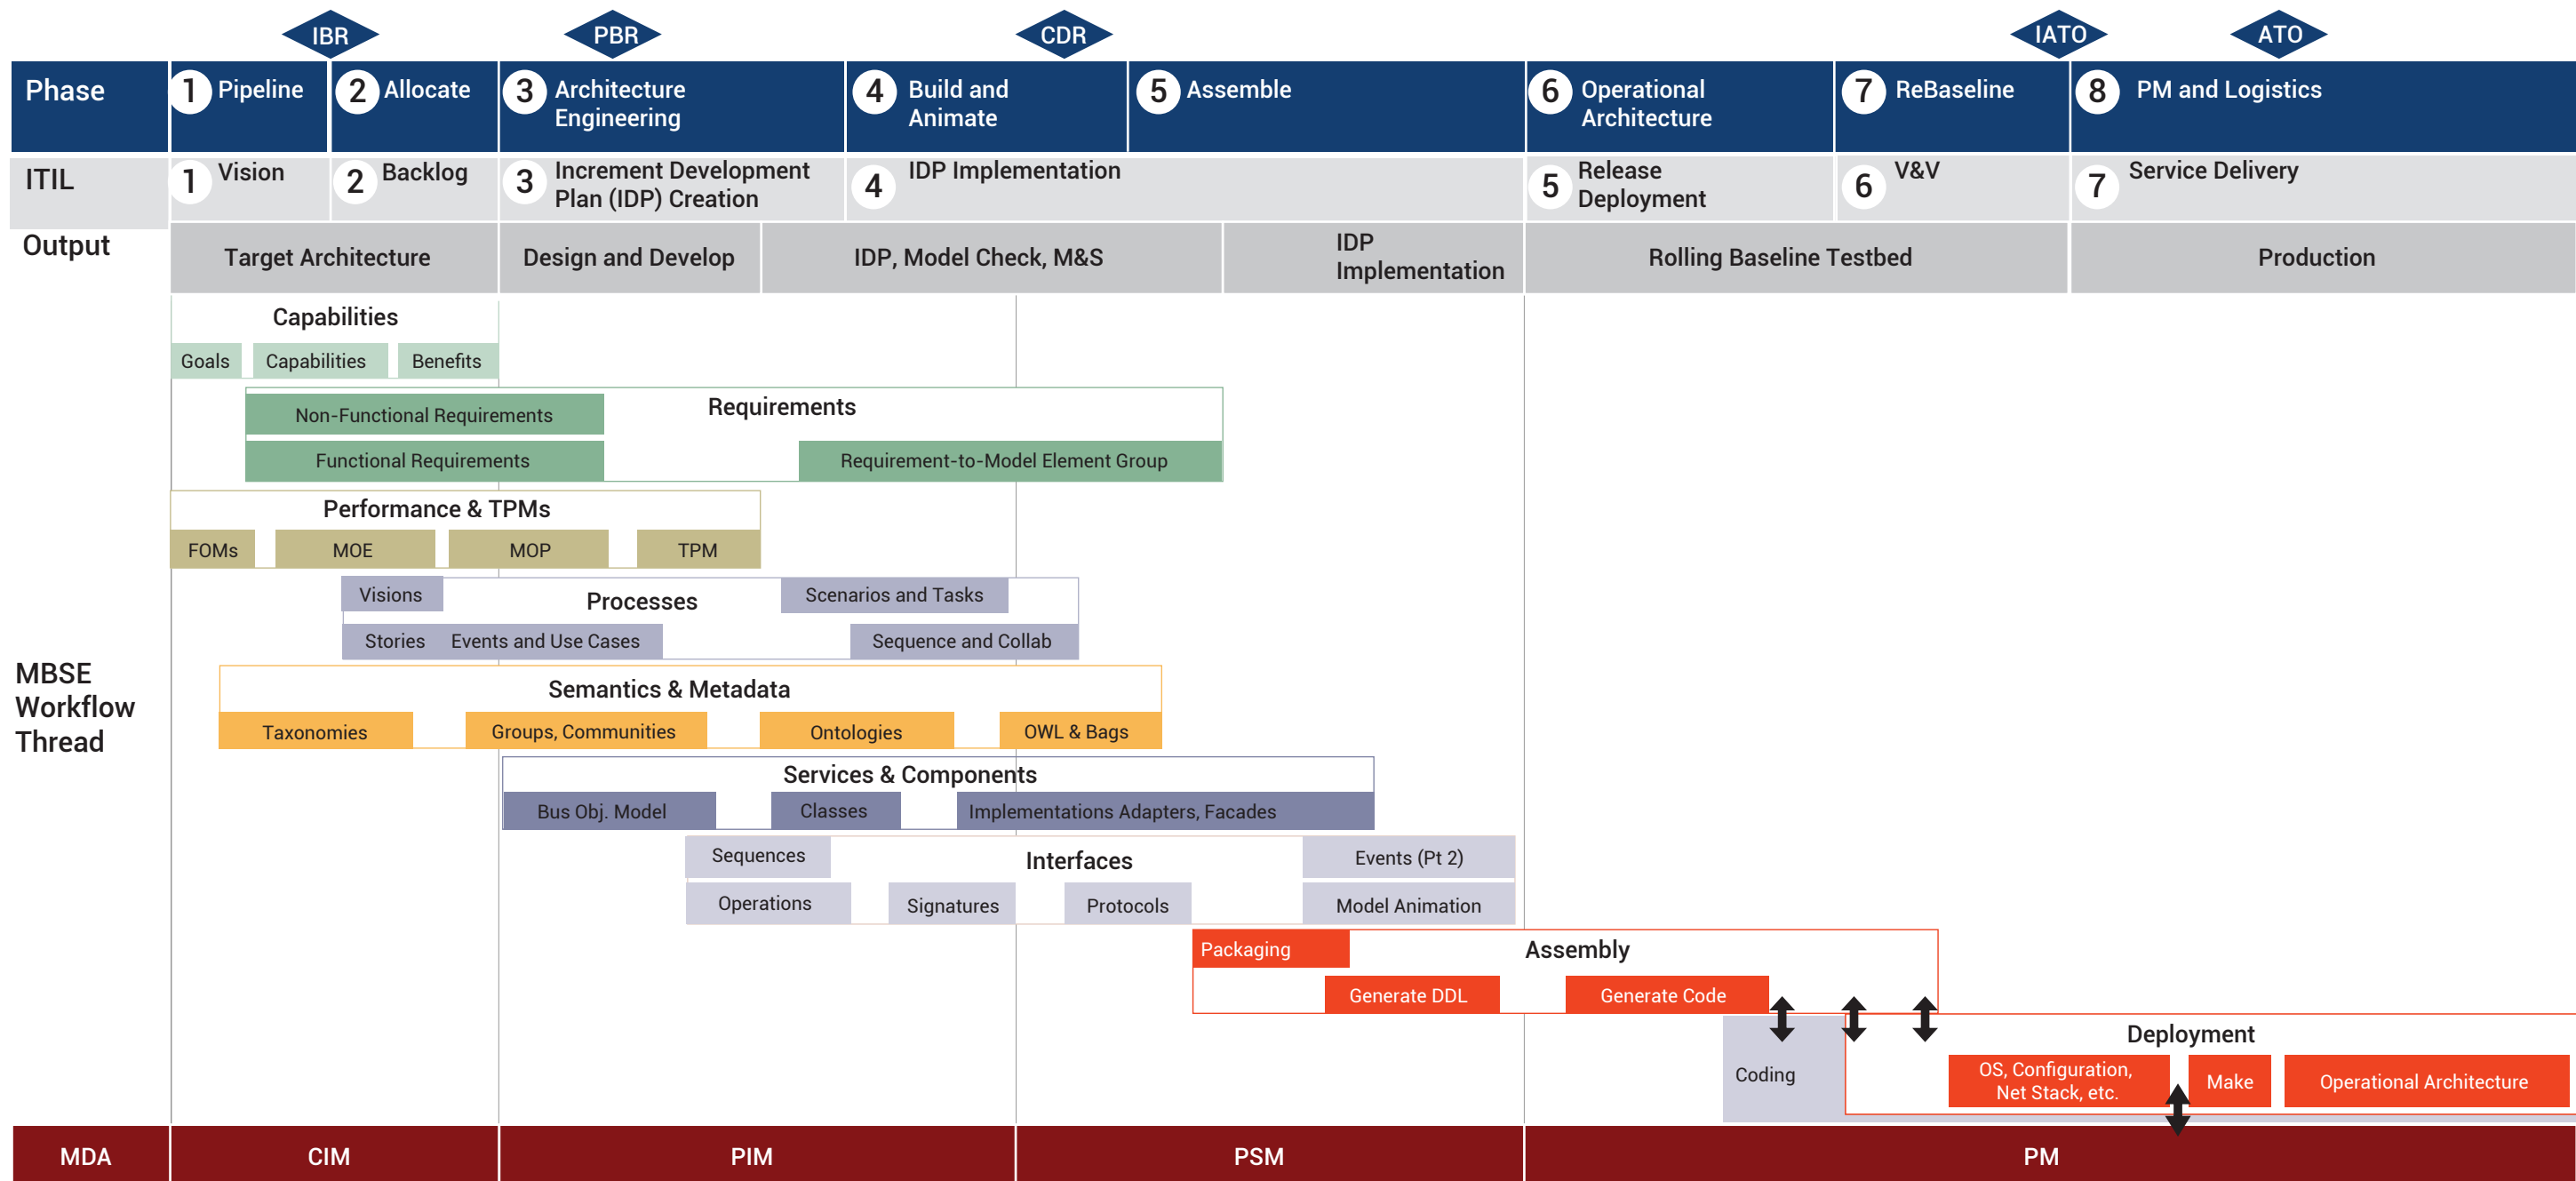 IBR
PBR
CDR
IATO
ATO
Phase
1 Pipeline
2 Allocate
3 Architecture
Engineering
4 Build and
Animate
5 Assemble
6 Operational
Architecture
7 ReBaseline
8 PM and Logistics
ITIL
1 Vision
2 Backlog
3 Increment Development
Plan (IDP) Creation
4 IDP Implementation
5 Release
Deployment
6 V&V
7 Service Delivery
Output
Target Architecture
Design and Develop
IDP, Model Check, M&S
IDP
Implementation
Rolling Baseline Testbed
Production
MBSE
Workflow
Thread
Capabilities
Goals
Capabilities
Benefits
Requirements
Non-Functional Requirements
Functional Requirements
Requirement-to-Model Element Group
Performance & TPMs
FOMs
MOE
MOP
TPM
Visions
Processes
Scenarios and Tasks
Stories
Events and Use Cases
Sequence and Collab
Semantics & Metadata
Taxonomies
Groups, Communities
Ontologies
OWL & Bags
Services & Components
Bus Obj. Model
Classes
Implementations Adapters, Facades
Sequences
Interfaces
Events (Pt 2)
Operations
Signatures
Protocols
Model Animation
Packaging
Assembly
Generate DDL
Generate Code
Coding
Deployment
OS, Configuration,
Net Stack, etc.
Make
Operational Architecture
MDA
CIM
PIM
PSM
PM